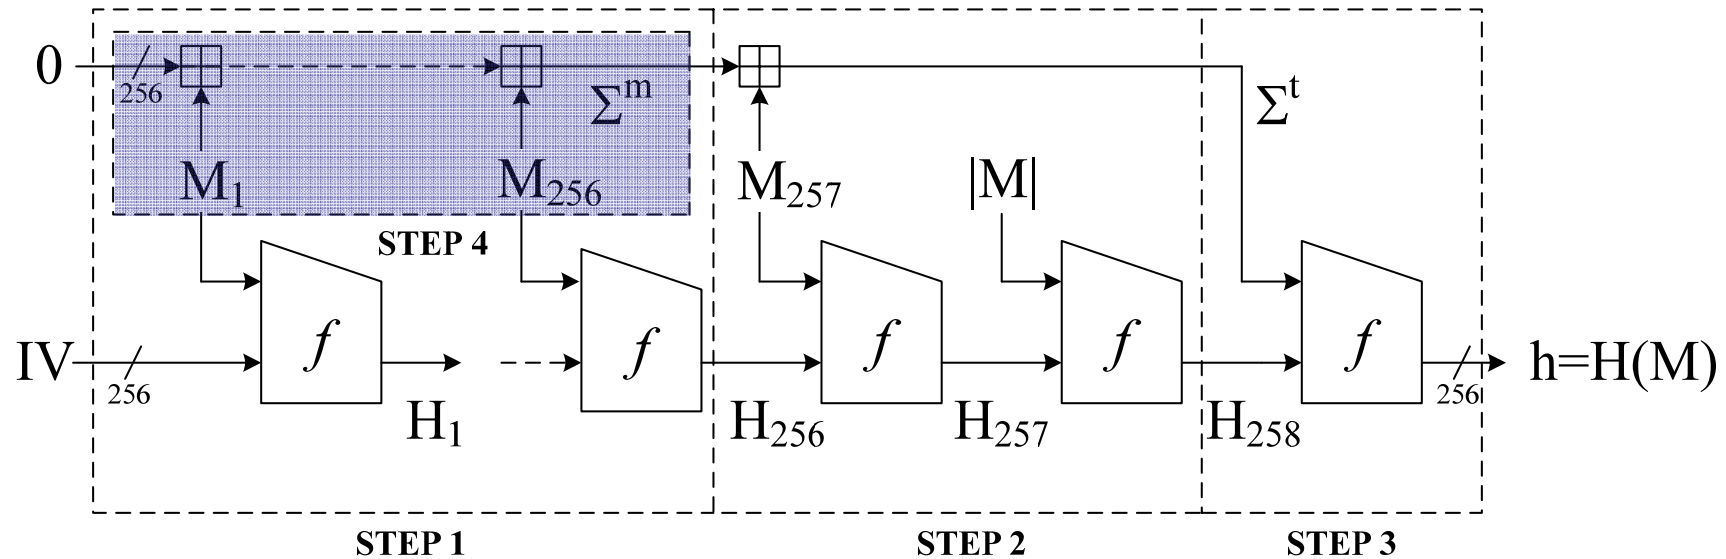 0
256
Σᵐ
Σᵗ
M₁
M₂₅₆
M₂₅₇
|M|
STEP 4
f
f
f
f
f
IV
256
256
h=H(M)
H₁
H₂₅₆
H₂₅₇
H₂₅₈
STEP 1
STEP 2
STEP 3